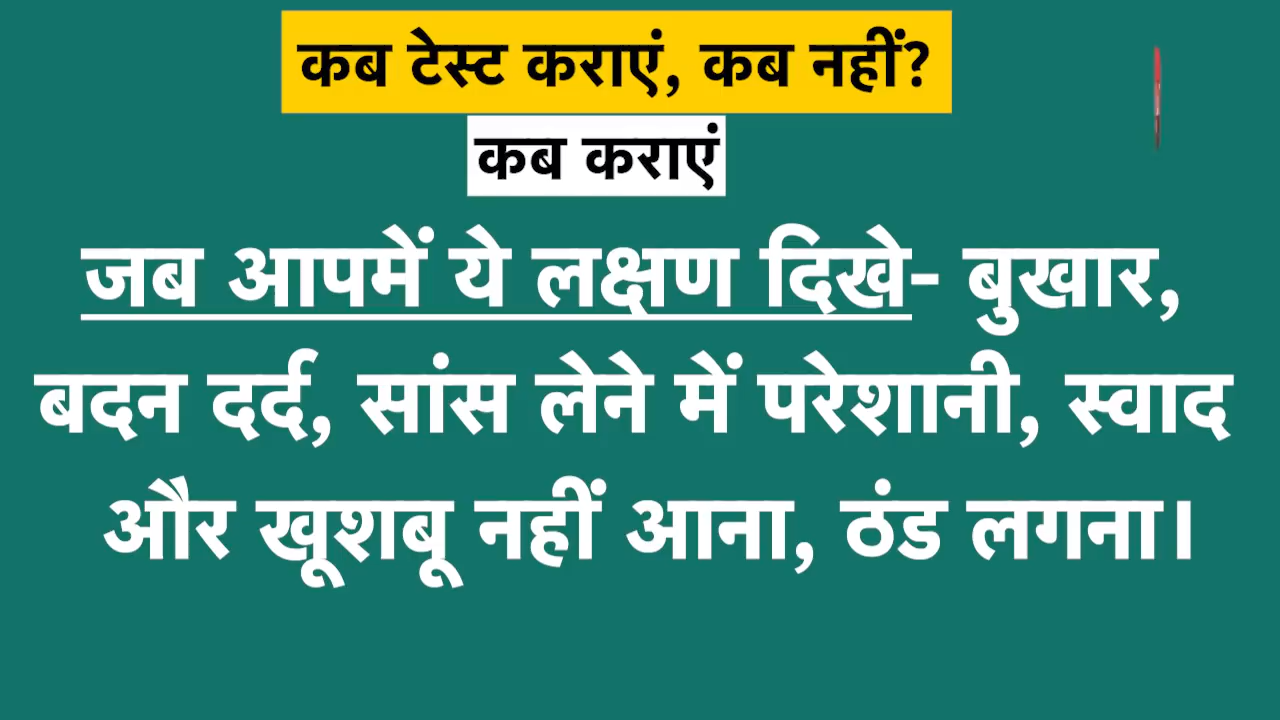 कब टेस्ट कराएं, कब नहीं?
कब कराएं
जब आपमें ये लक्षण दिखे- बुखार,
बदन दर्द, सांस लेने में परेशानी, स्वाद
और खूशबू नहीं आना, ठंड लगना।